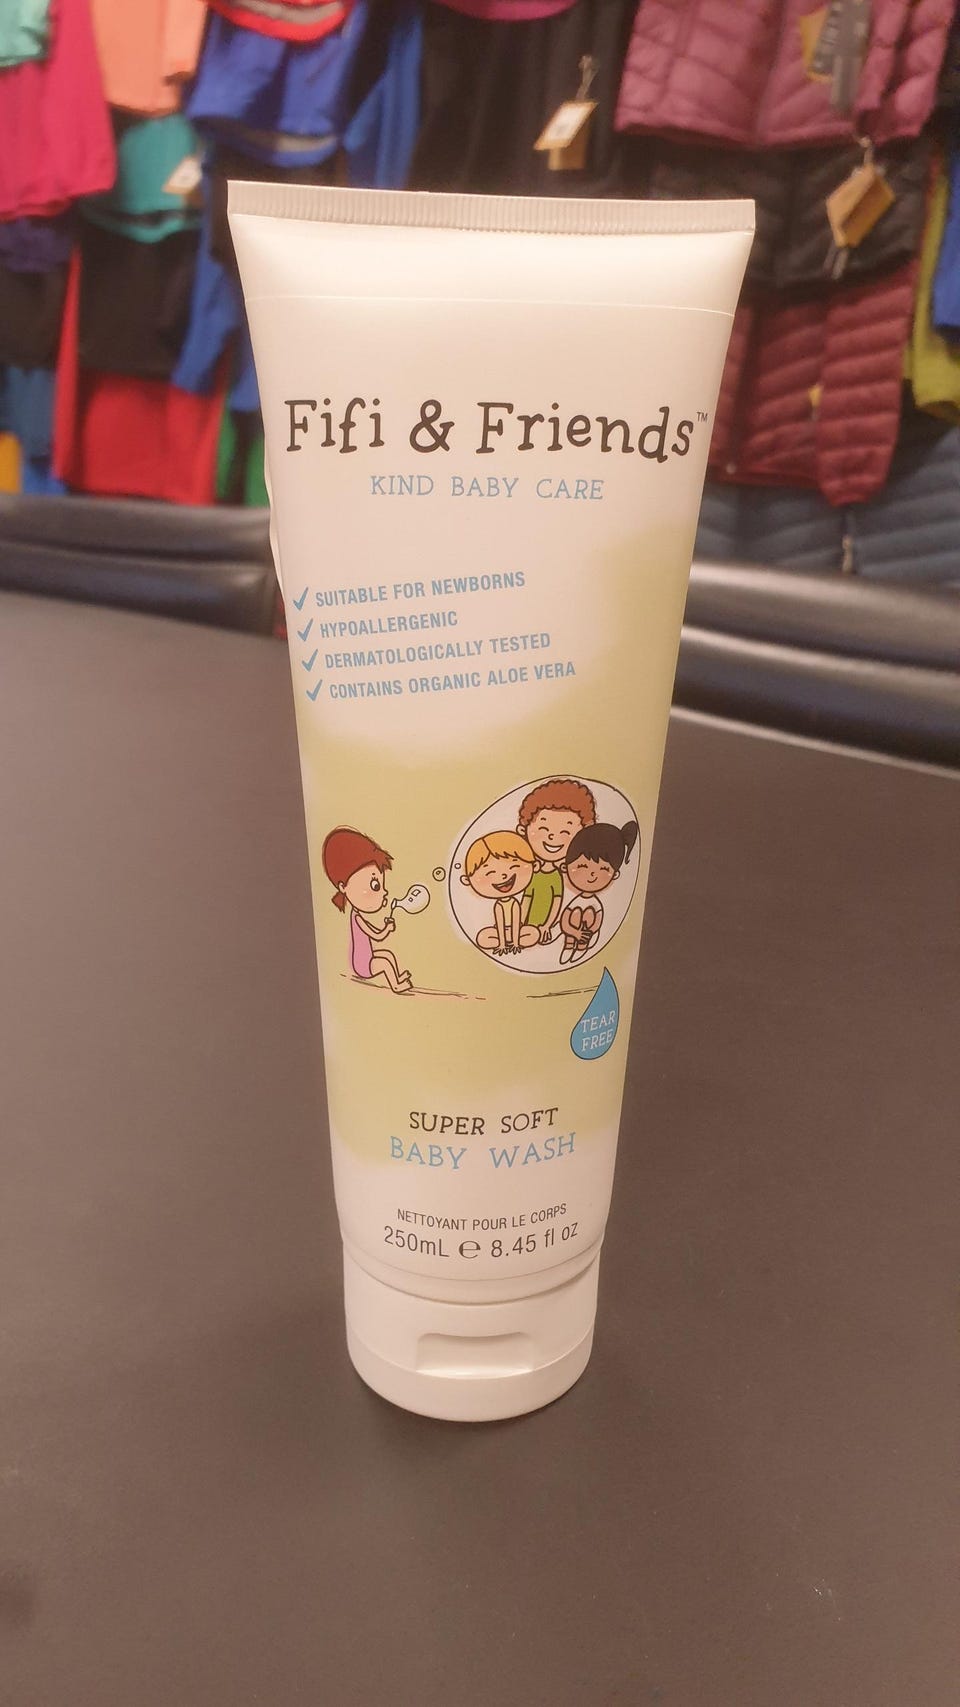 Fifi & Friends™
KIND BABY CARE
✓ SUITABLE FOR NEWBORNS
✓ HYPOALLERGENIC
✓ DERMATOLOGICALLY TESTED
✓ CONTAINS ORGANIC ALOE VERA
TEAR
FREE
SUPER SOFT
BABY WASH
NETTOYANT POUR LE CORPS
250mL ℮ 8.45 fl oz